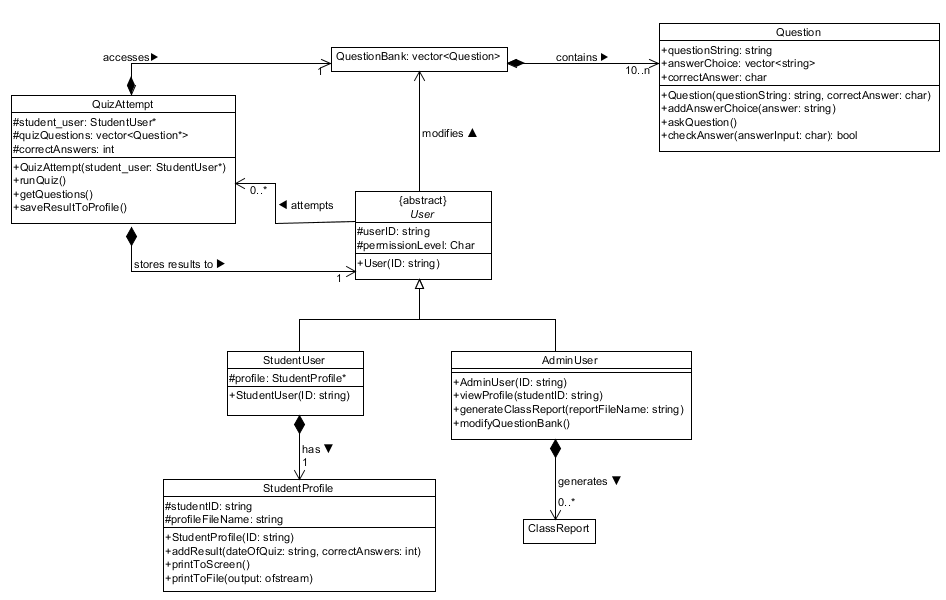 accesses▶
1
QuestionBank: vector<Question>
contains ▶
10..n
Question
+questionString: string
+answerChoice: vector<string>
+correctAnswer: char
+Question(questionString: string, correctAnswer: char)
+addAnswerChoice(answer: string)
+askQuestion()
+checkAnswer(answerInput: char): bool
QuizAttempt
#student_user: StudentUser*
#quizQuestions: vector<Question*>
#correctAnswers: int
+QuizAttempt(student_user: StudentUser*)
+runQuiz()
+getQuestions()
+saveResultToProfile()
modifies ▲
0..*
◀ attempts
{abstract}
User
#userID: string
#permissionLevel: Char
+User(ID: string)
stores results to ▶
1
StudentUser
#profile: StudentProfile*
+StudentUser(ID: string)
AdminUser
+AdminUser(ID: string)
+viewProfile(studentID: string)
+generateClassReport(reportFileName: string)
+modifyQuestionBank()
has ▼
1
StudentProfile
#studentID: string
#profileFileName: string
+StudentProfile(ID: string)
+addResult(dateOfQuiz: string, correctAnswers: int)
+printToScreen()
+printToFile(output: ofstream)
generates ▼
0..*
ClassReport